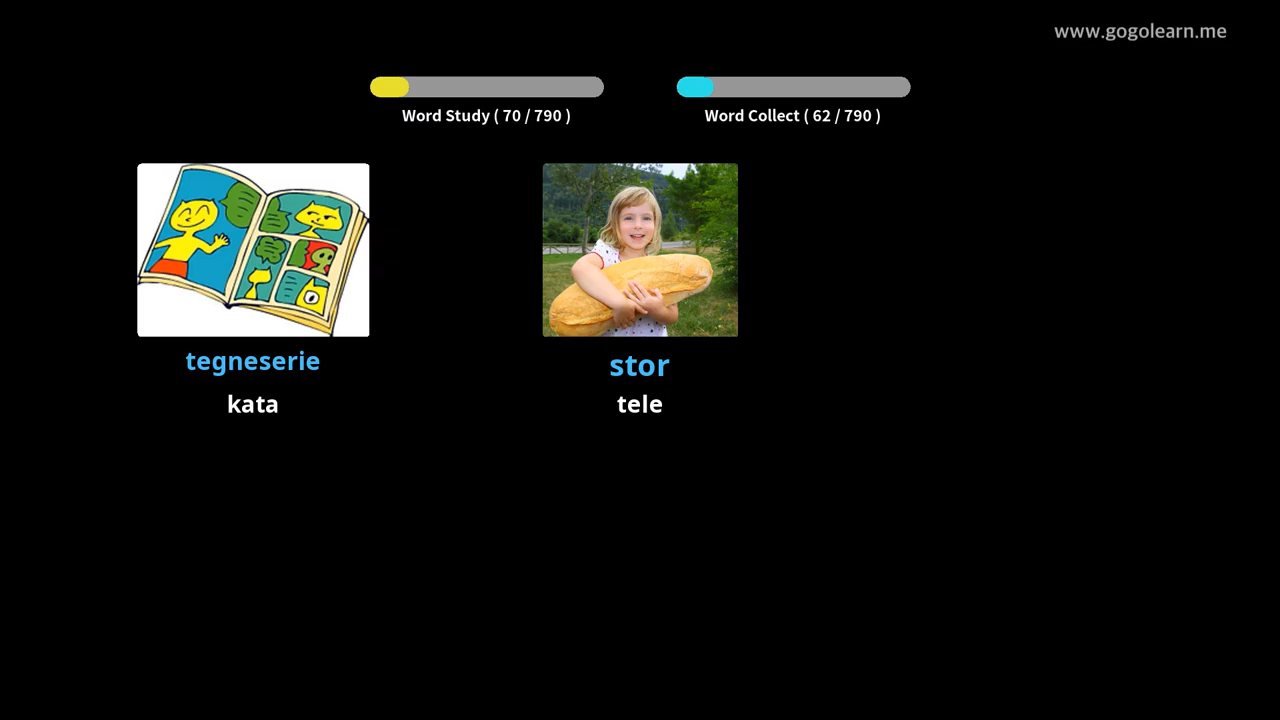 www.gogolearn.me
Word Study ( 70 / 790 )
Word Collect ( 62 / 790 )
tegneserie
kata
stor
tele